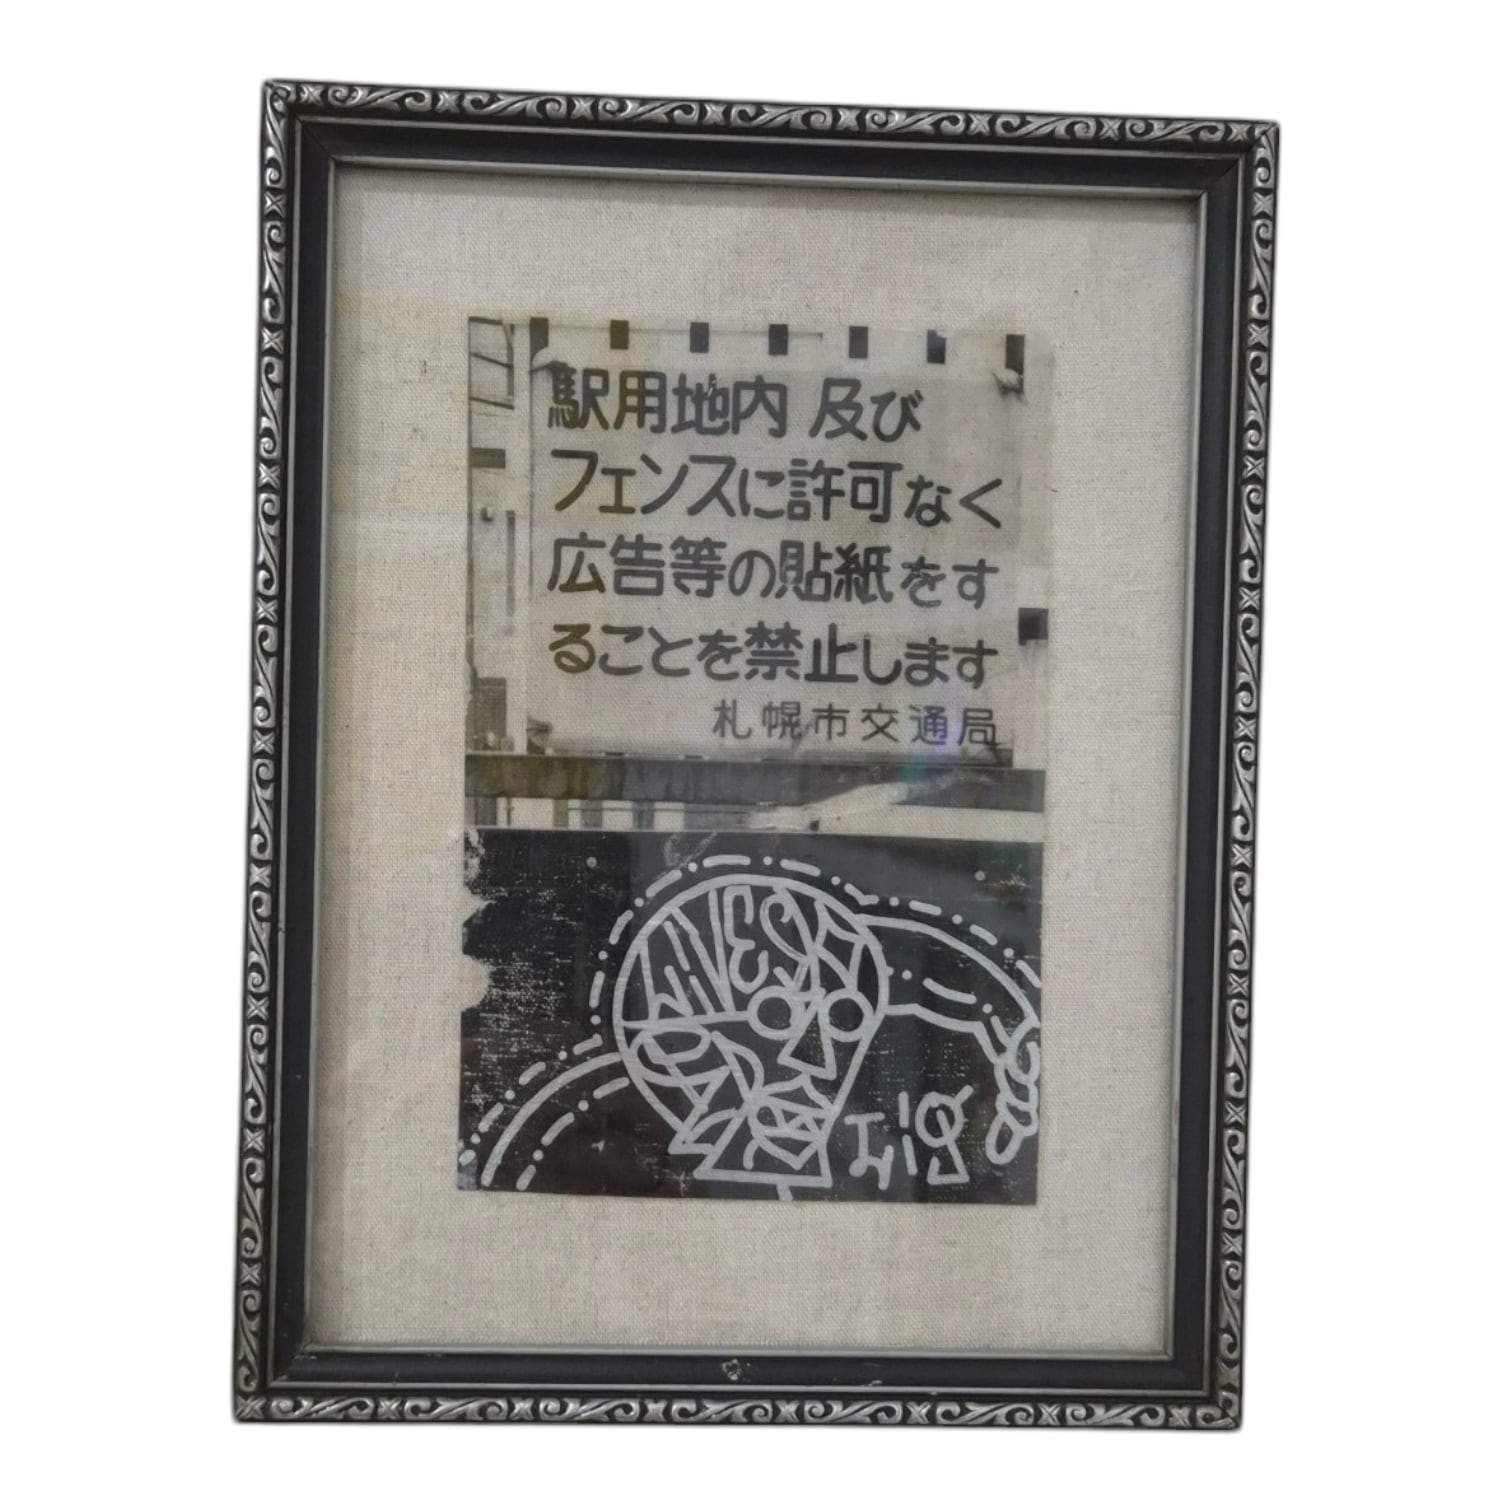 駅用地内 及び
フェンスに許可なく
広告等の貼紙をす
ることを禁止します
札幌市交通局
LIVES